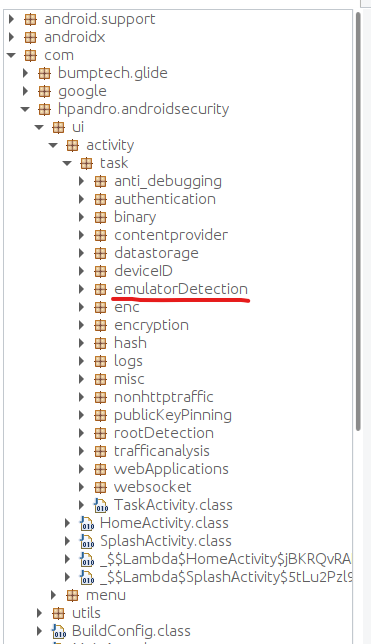 android.support
androidx
com
bumptech.glide
google
hpandro.androidsecurity
ui
activity
task
anti_debugging
authentication
binary
contentprovider
datastorage
deviceID
emulatorDetection
enc
encryption
hash
logs
misc
nonhttptraffic
publicKeyPinning
rootDetection
trafficanalysis
webApplications
websocket
TaskActivity.class
HomeActivity.class
SplashActivity.class
_$$Lambda$HomeActivity$jBKRQvRA
_$$Lambda$SplashActivity$5tLu2Pzl9
menu
utils
BuildConfig.class